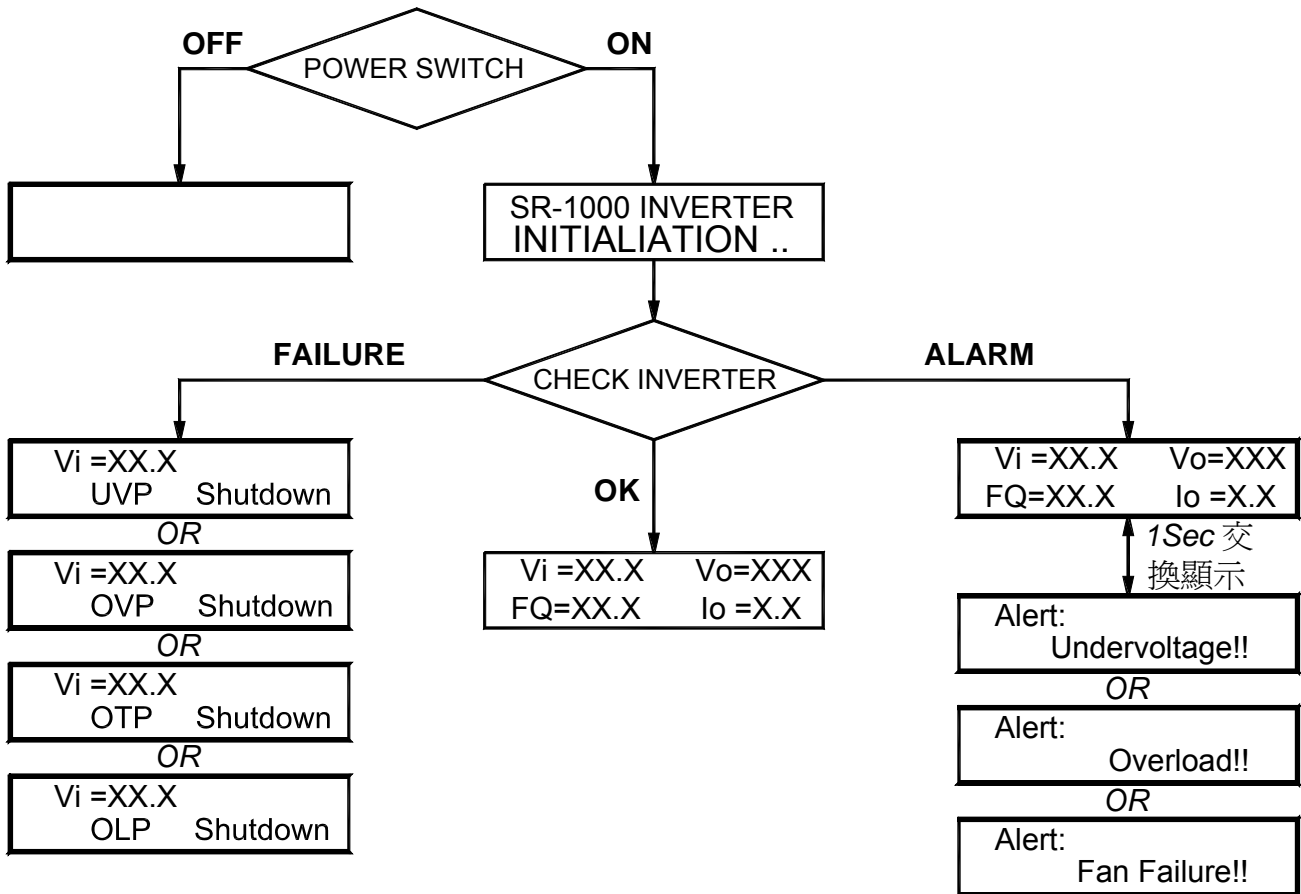 OFF
ON
POWER SWITCH
SR-1000 INVERTER
INITIALIATION ..
FAILURE
ALARM
CHECK INVERTER
OK
Vi =XX.X
UVP Shutdown
OR
Vi =XX.X
OVP Shutdown
OR
Vi =XX.X
OTP Shutdown
OR
Vi =XX.X
OLP Shutdown
Vi =XX.X Vo=XXX
FQ=XX.X Io =X.X
Vi =XX.X Vo=XXX
FQ=XX.X Io =X.X
1Sec 交
換顯示
Alert:
Undervoltage!!
OR
Alert:
Overload!!
OR
Alert:
Fan Failure!!